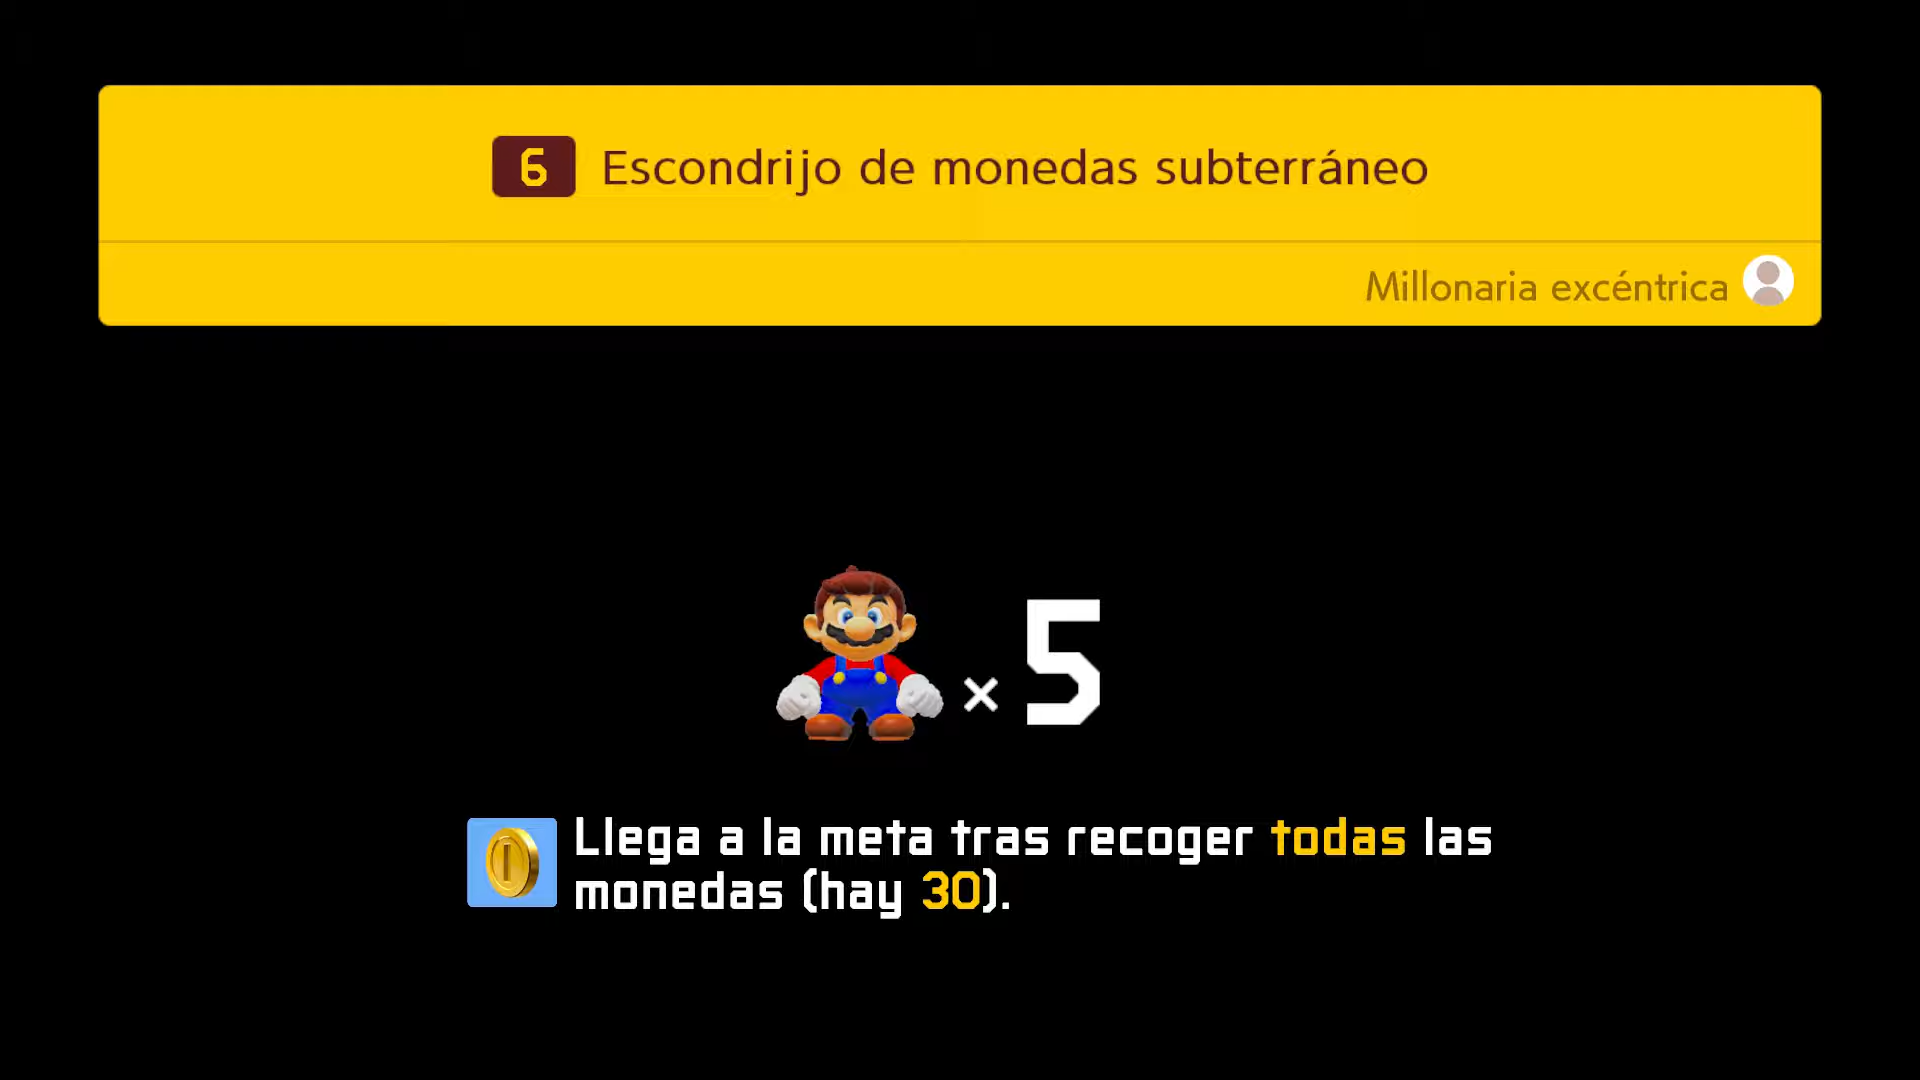 6 Escondrijo de monedas subterráneo
Millonaria excéntrica
× 5
Llega a la meta tras recoger todas las
monedas (hay 30).